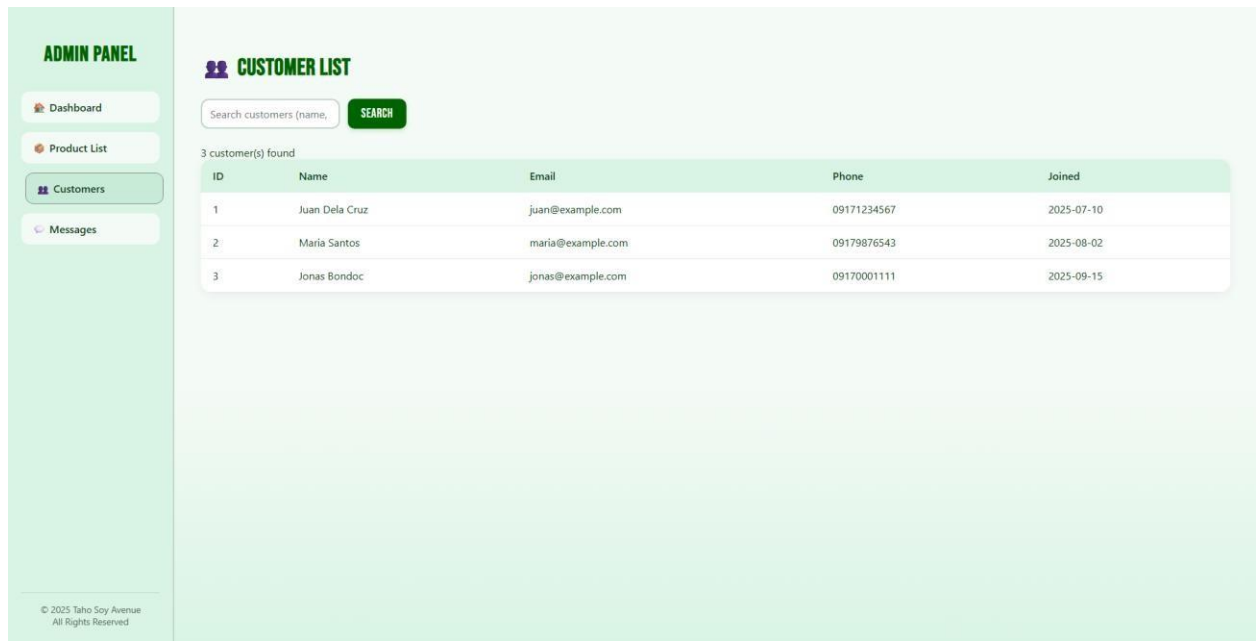 ADMIN PANEL
Dashboard
Product List
Customers
Messages
© 2025 Taho Soy Avenue
All Rights Reserved
CUSTOMER LIST
Search customers (name,
SEARCH
3 customer(s) found
ID Name Email Phone Joined
1 Juan Dela Cruz juan@example.com 09171234567 2025-07-10
2 Maria Santos maria@example.com 09179876543 2025-08-02
3 Jonas Bondoc jonas@example.com 09170001111 2025-09-15